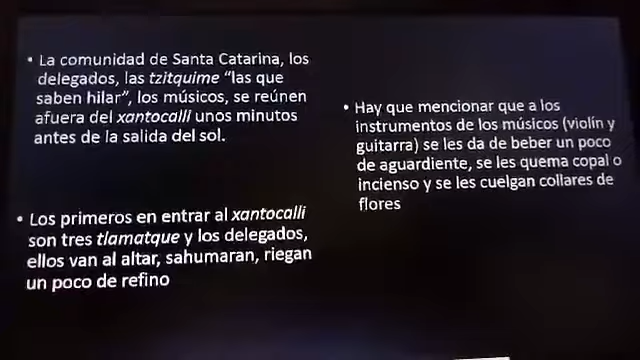 • La comunidad de Santa Catarina, los
delegados, las tzitquime “las que
saben hilar”, los músicos, se reúnen
afuera del xantocalli unos minutos
antes de la salida del sol.
• Los primeros en entrar al xantocalli
son tres tlamatque y los delegados,
ellos van al altar, sahumaran, riegan
un poco de refino
• Hay que mencionar que a los
instrumentos de los músicos (violín y
guitarra) se les da de beber un poco
de aguardiente, se les quema copal o
incienso y se les cuelgan collares de
flores